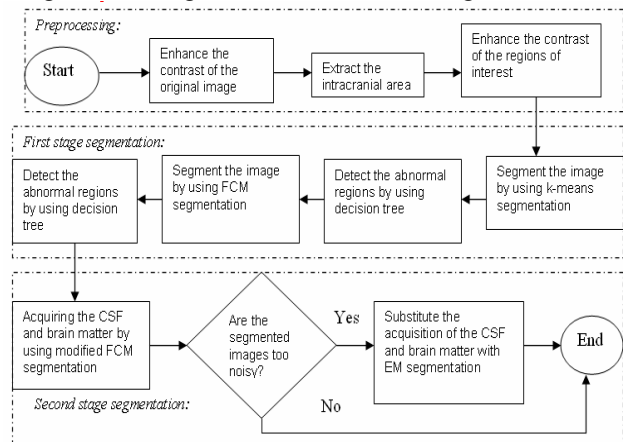 Preprocessing:
Start
Enhance the
contrast of the
original image
Extract the
intracranial area
Enhance the contrast
of the regions of
interest
First stage segmentation:
Segment the image
by using k-means
segmentation
Detect the
abnormal regions
by using decision
tree
Segment the image
by using FCM
segmentation
Detect the
abnormal regions
by using decision
tree
Acquiring the CSF
and brain matter by
using modified FCM
segmentation
Are the
segmented
images too
noisy?
Yes
Substitute the
acquisition of the CSF
and brain matter with
EM segmentation
End
No
Second stage segmentation: